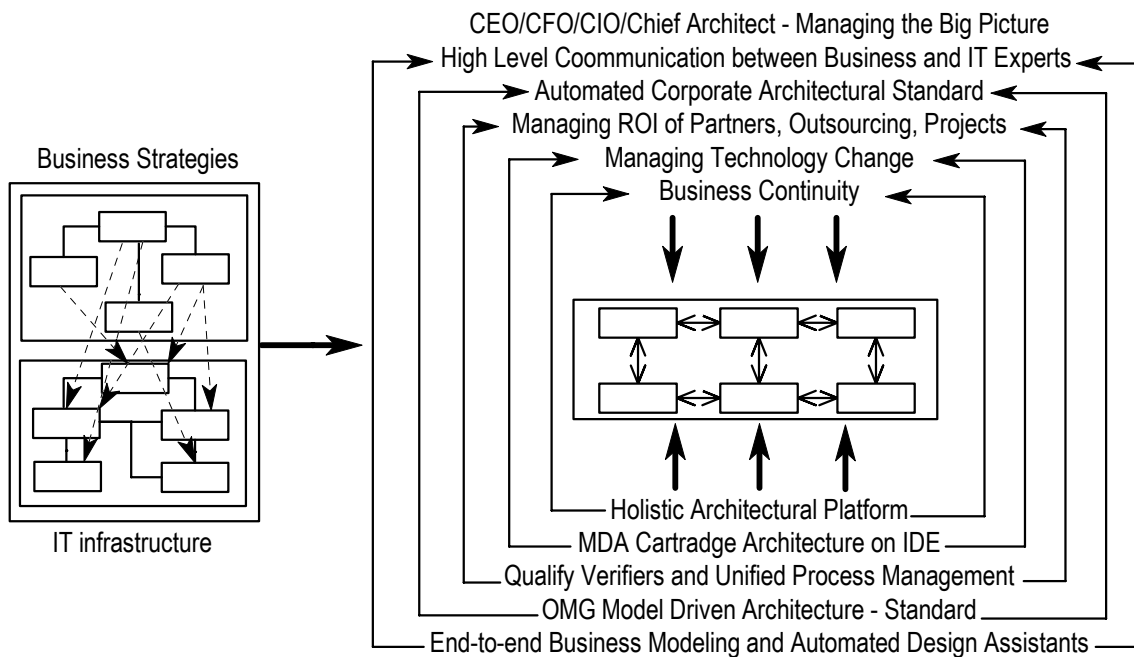 CEO/CFO/CIO/Chief Architect - Managing the Big Picture
High Level Coommunication between Business and IT Experts
Automated Corporate Architectural Standard
Managing ROI of Partners, Outsourcing, Projects
Managing Technology Change
Business Continuity
Business Strategies
IT infrastructure
Holistic Architectural Platform
MDA Cartradge Architecture on IDE
Qualify Verifiers and Unified Process Management
OMG Model Driven Architecture - Standard
End-to-end Business Modeling and Automated Design Assistants